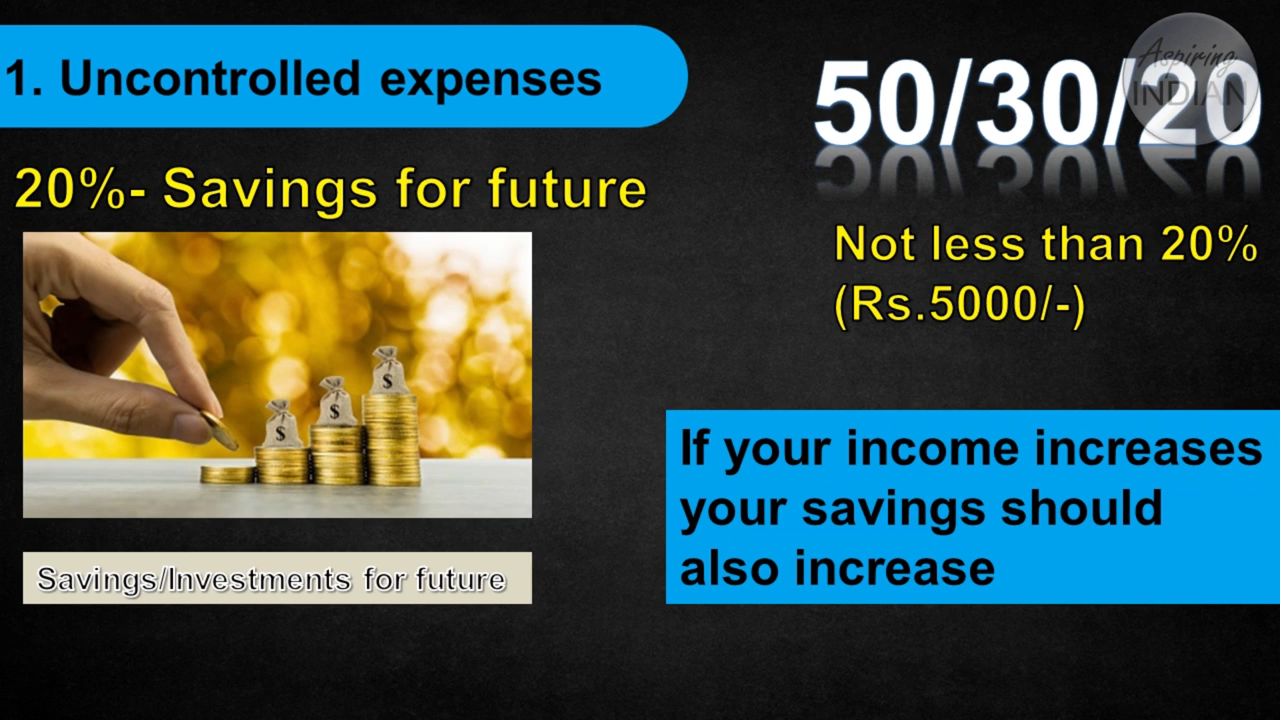 1. Uncontrolled expenses
50/30/20
Aspiring
INDIAN
20%- Savings for future
Not less than 20%
(Rs.5000/-)
$
$
$
If your income increases
your savings should
also increase
Savings/Investments for future